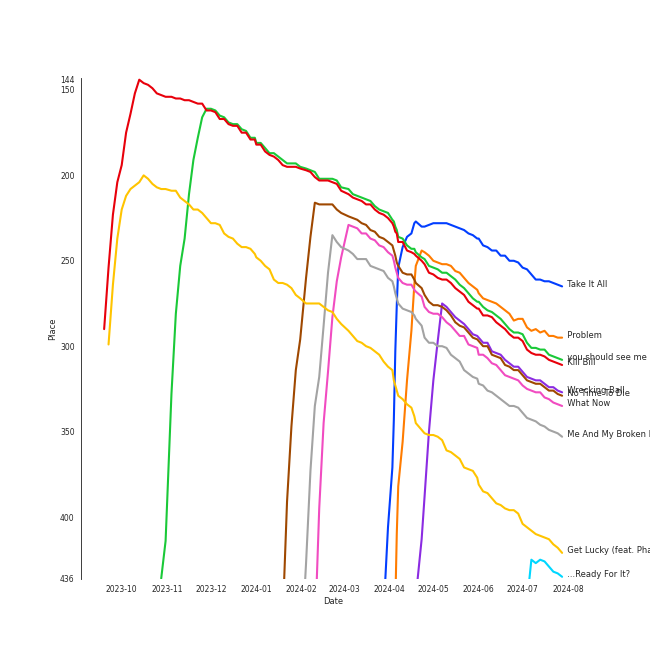 144
150
200
250
300
350
400
436
Place
2023-10
2023-11
2023-12
2024-01
2024-02
2024-03
2024-04
2024-05
2024-06
2024-07
2024-08
Date
Take It All
Problem
you should see me
Kill Bill
Wrecking Ball
No Time To Die
What Now
Me And My Broken
Get Lucky (feat. Pha
...Ready For It?